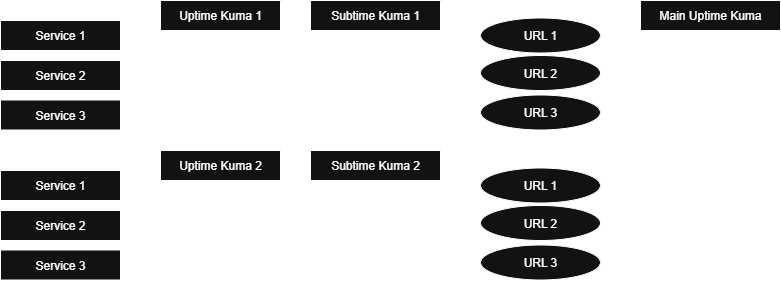 Uptime Kuma 1
Subtime Kuma 1
Main Uptime Kuma
Service 1
URL 1
Service 2
URL 2
Service 3
URL 3
Uptime Kuma 2
Subtime Kuma 2
Service 1
URL 1
Service 2
URL 2
Service 3
URL 3